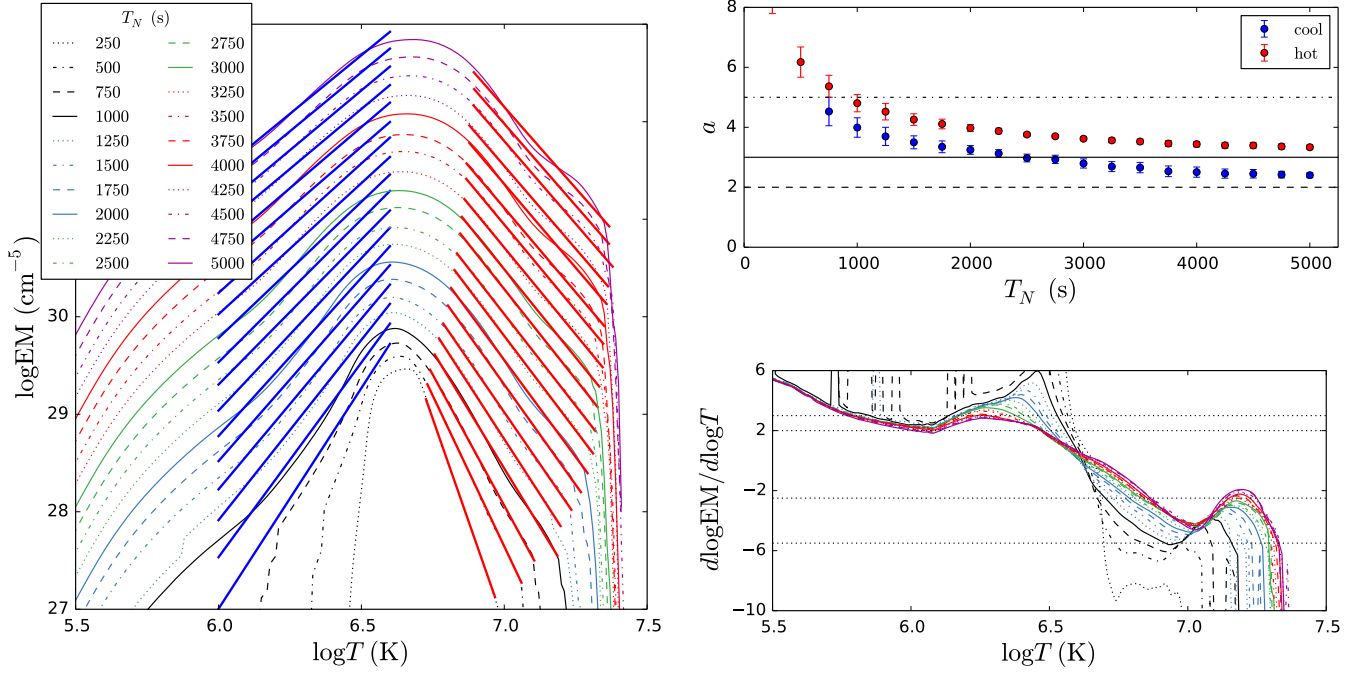 T_N (s)
250 2750
500 3000
750 3250
1000 3500
1250 3750
1500 4000
1750 4250
2000 4500
2250 4750
2500 5000
logEM (cm⁻⁵)
30
29
28
27
5.5 6.0 6.5 7.0 7.5
logT (K)
8
6
4
2
0
a
cool
hot
0 1000 2000 3000 4000 5000
T_N (s)
6
2
−2
−6
−10
dlogEM/dlogT
5.5 6.0 6.5 7.0 7.5
logT (K)